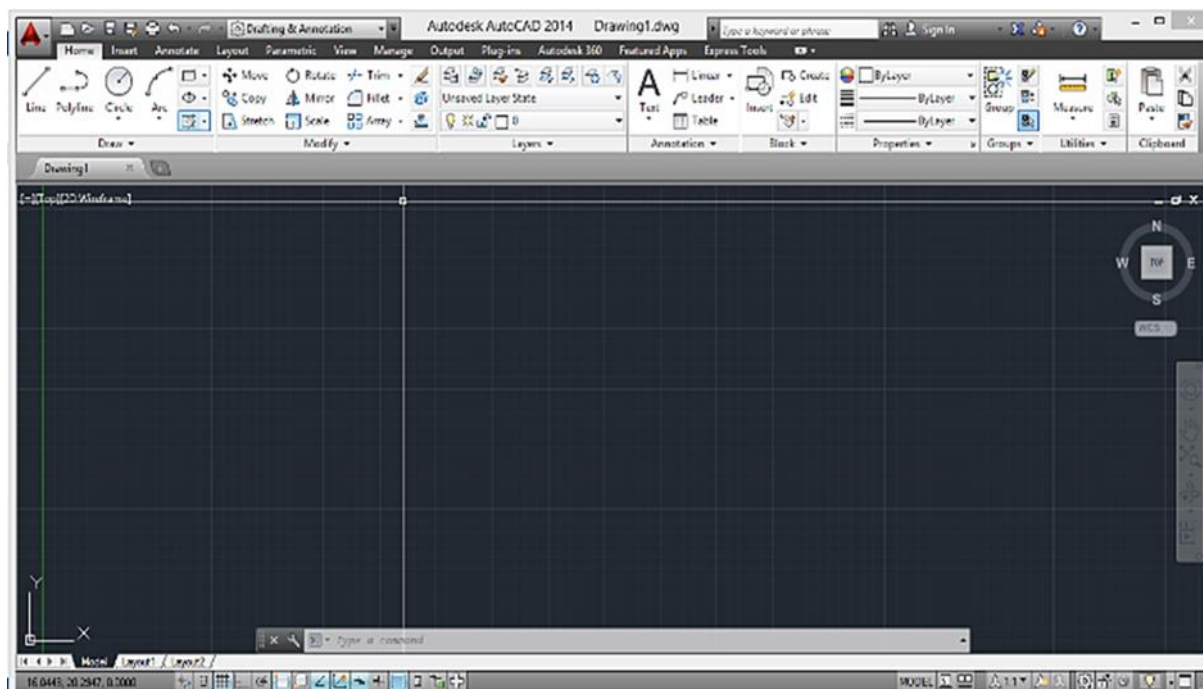 Drafting & Annotation Autodesk AutoCAD 2014 Drawing1.dwg Type a keyword or phrase Sign In
Home Insert Annotate Layout Parametric View Manage Output Plug-ins Autodesk 360 Featured Apps Express Tools
Line Polyline Circle Arc
Move Rotate Trim
Copy Mirror Fillet
Stretch Scale Array
Unsaved Layer State
0
Text
Linear
Leader
Table
Insert
Create
Edit
ByLayer
ByLayer
ByLayer
Group
Measure
Paste
Draw Modify Layers Annotation Block Properties Groups Utilities Clipboard
Drawing1
[-][Top][2D Wireframe]
N
W TOP E
S
WCS
Y
X
Type a command
Model Layout1 Layout2
16.0443, 20.2947, 0.0000 MODEL 1:1